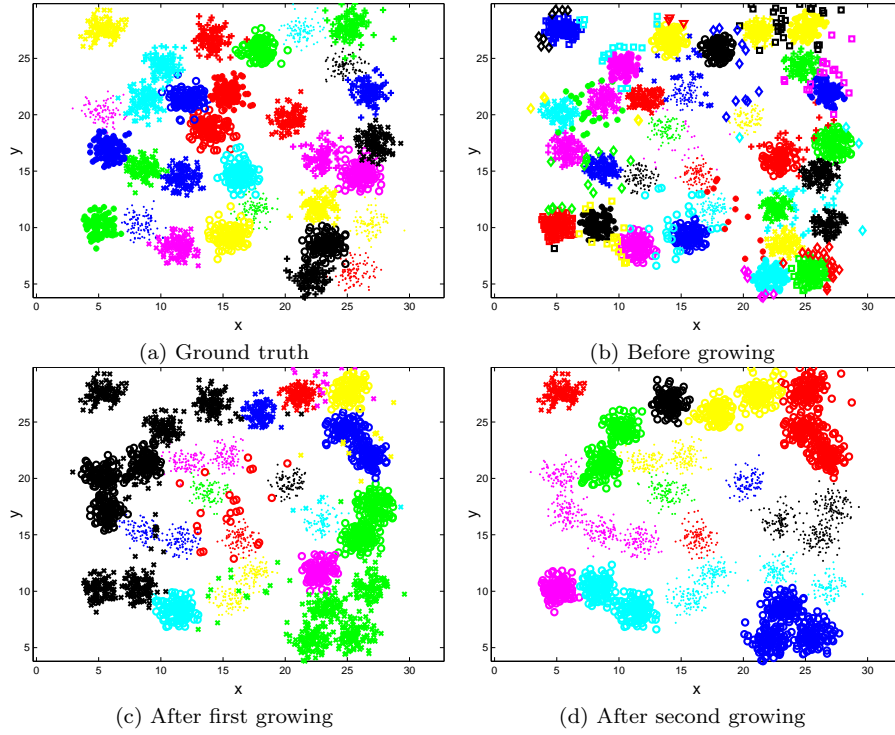 25
20
15
10
5
0 5 10 15 20 25 30
y
x
(a) Ground truth
25
20
15
10
5
0 5 10 15 20 25 30
y
x
(b) Before growing
25
20
15
10
5
0 5 10 15 20 25 30
y
x
(c) After first growing
25
20
15
10
5
0 5 10 15 20 25 30
y
x
(d) After second growing